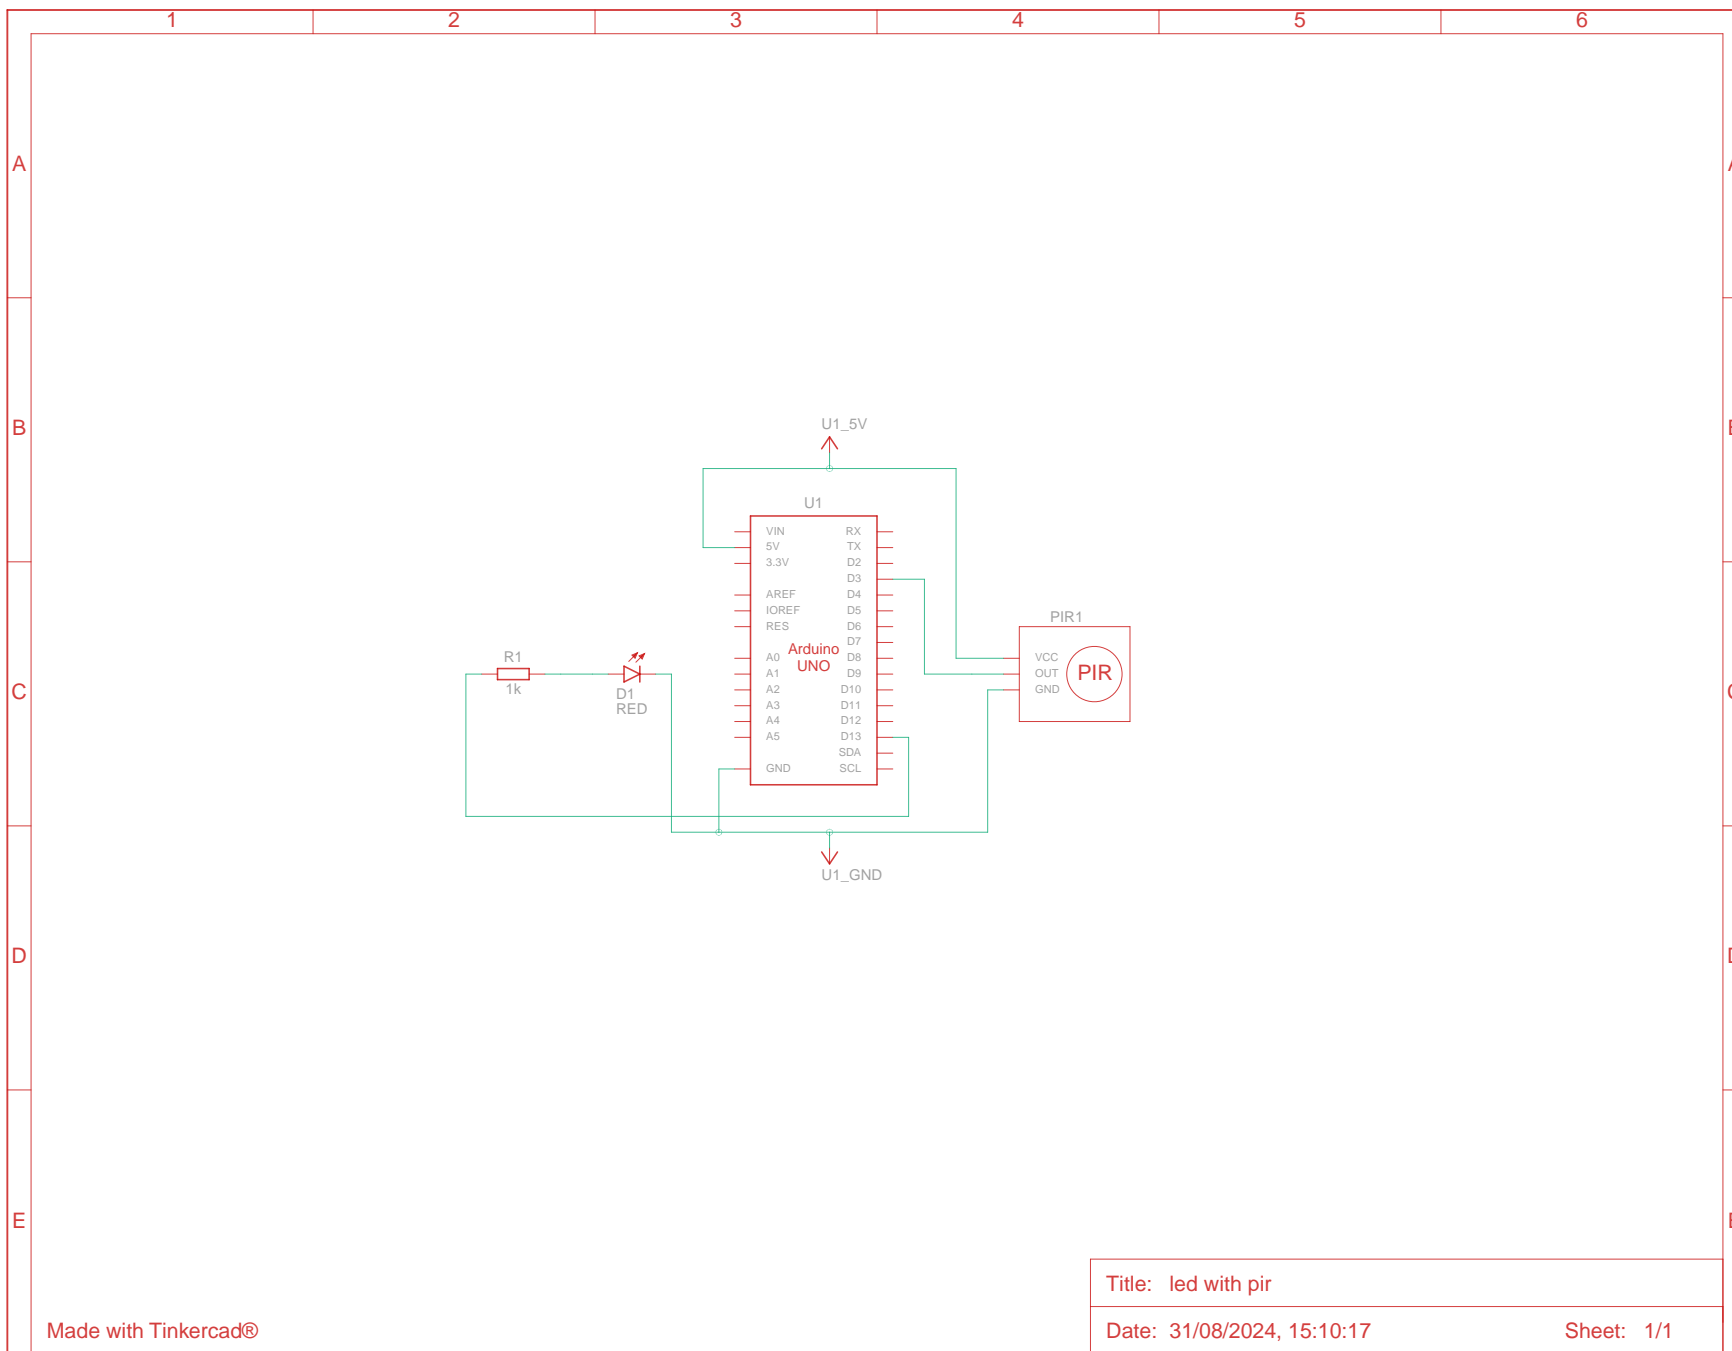 1 2 3 4 5 6
A
B
C
D
E
U1_5V
U1
VIN RX
5V TX
3.3V D2
D3
AREF D4
IOREF D5
RES D6
D7
Arduino
UNO
A0 D8
A1 D9
A2 D10
A3 D11
A4 D12
A5 D13
SDA
GND SCL
R1
1k
D1
RED
PIR1
VCC
OUT
GND
PIR
U1_GND
Title: led with pir
Date: 31/08/2024, 15:10:17 Sheet: 1/1
Made with Tinkercad®